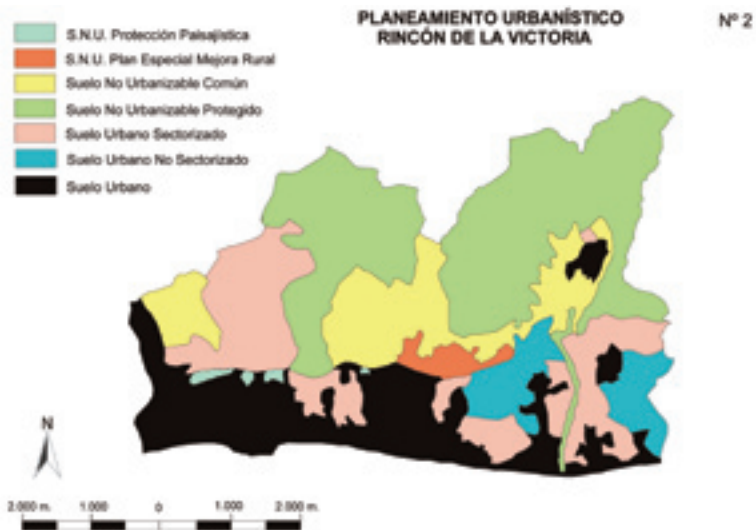 PLANEAMIENTO URBANÍSTICO
RINCÓN DE LA VICTORIA
Nº 2
S.N.U. Protección Paisajística
S.N.U. Plan Especial Mejora Rural
Suelo No Urbanizable Común
Suelo No Urbanizable Protegido
Suelo Urbano Sectorizado
Suelo Urbano No Sectorizado
Suelo Urbano
N
2.000 m. 1.000 0 1.000 2.000 m.